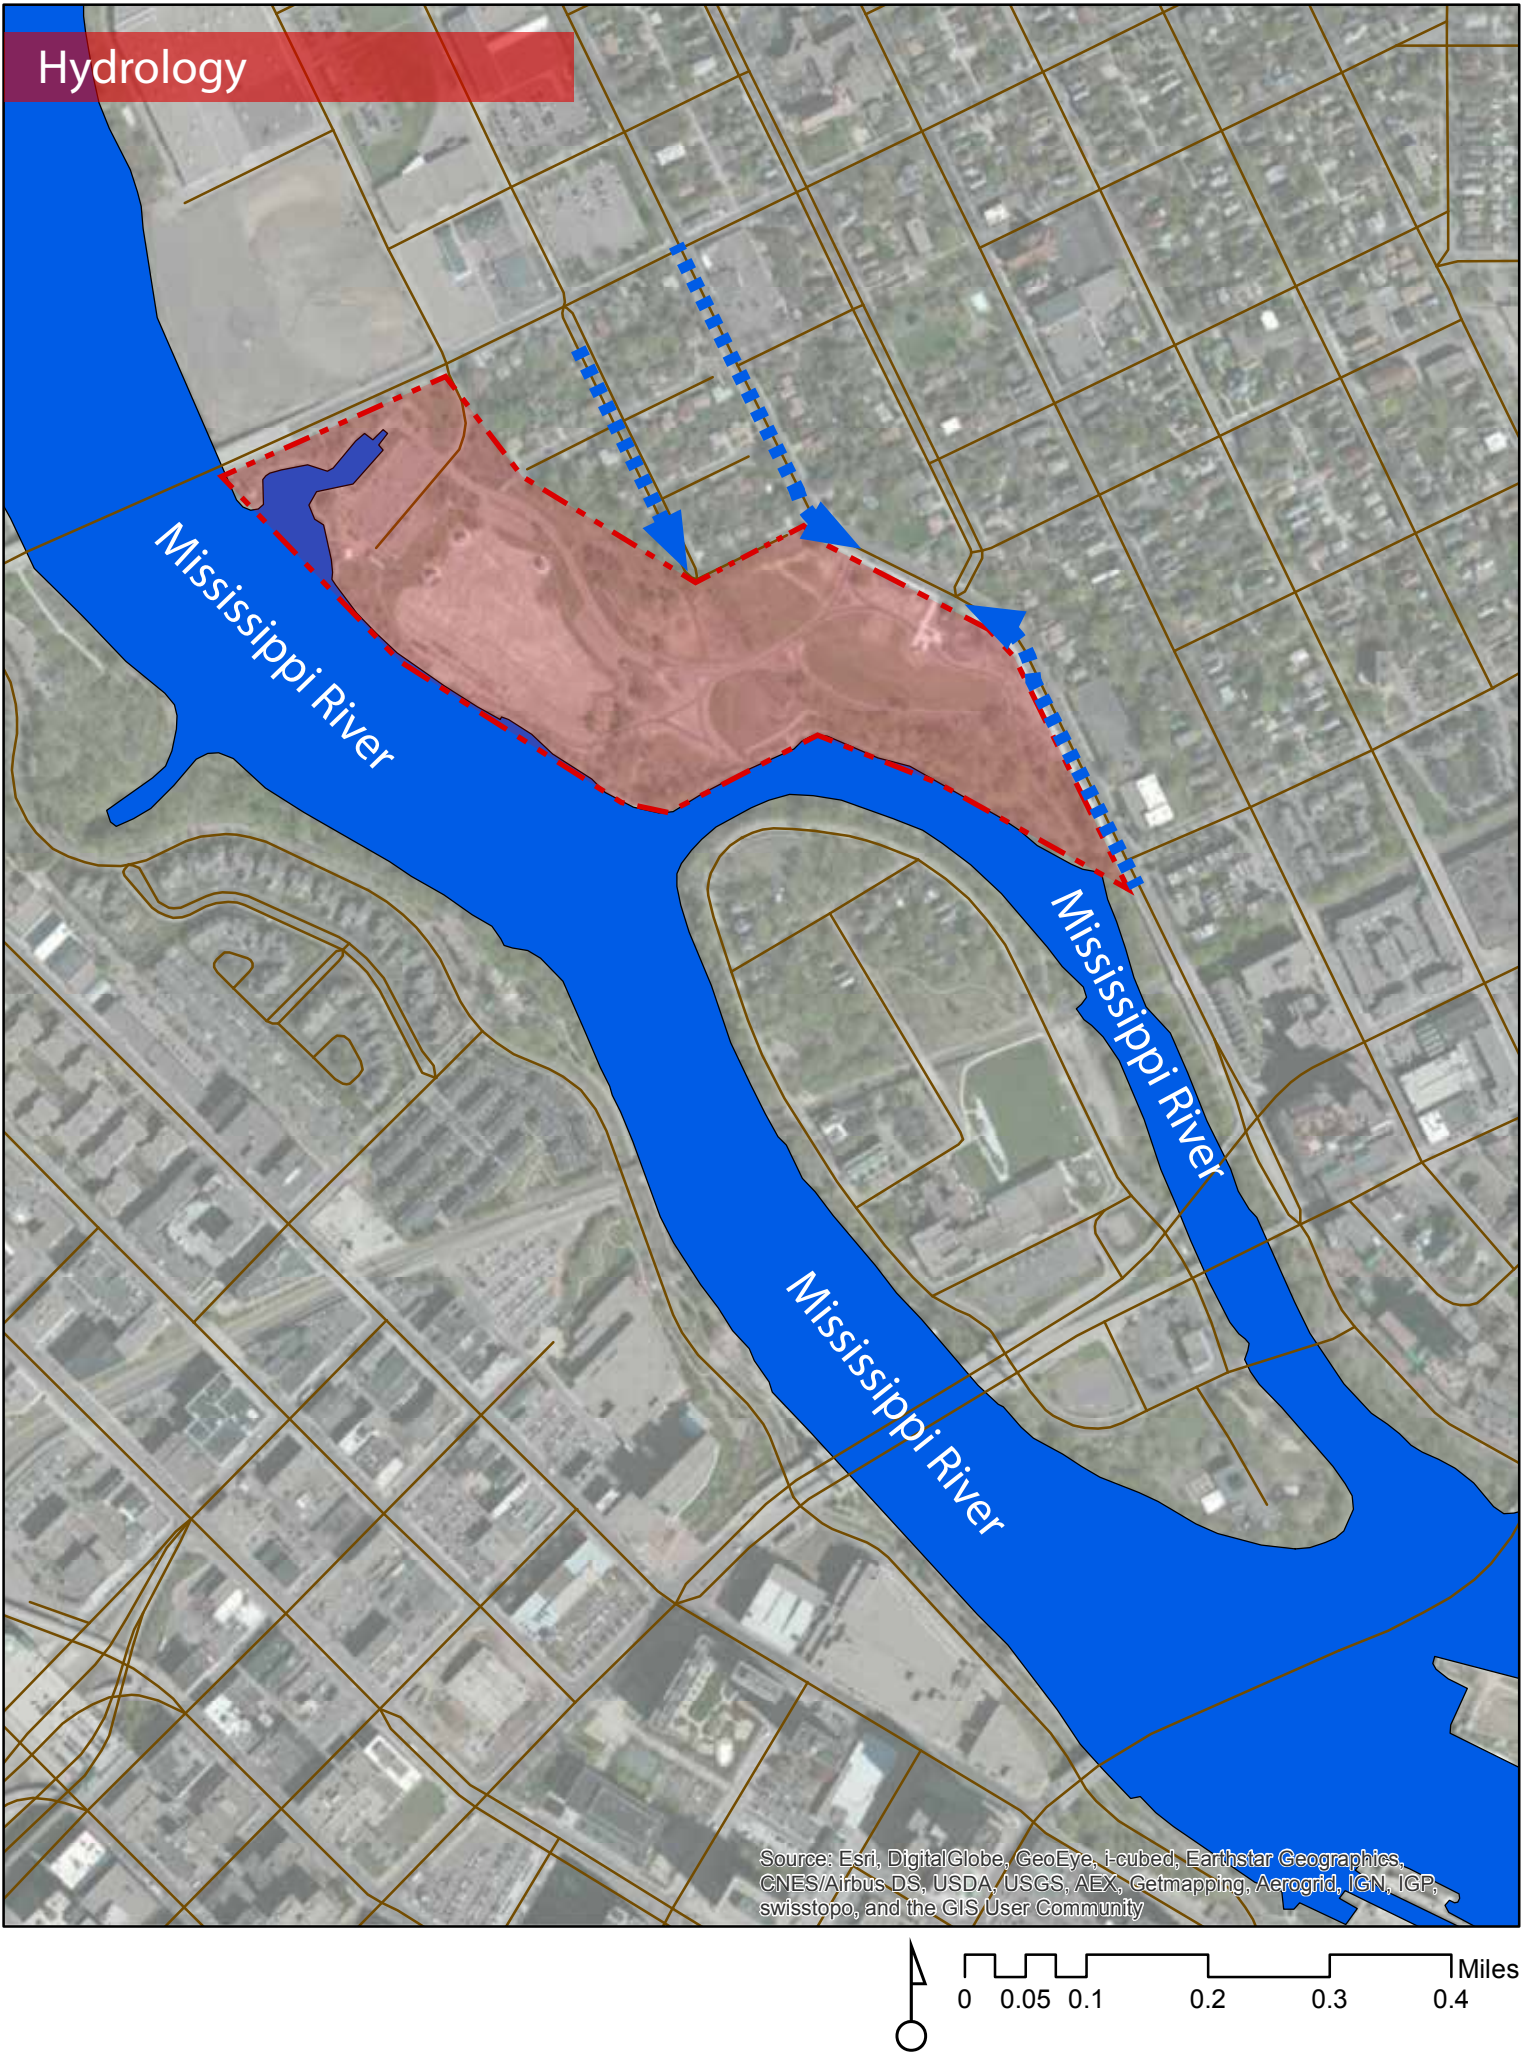 Hydrology
Mississippi River
Mississippi River
Mississippi River
Source: Esri, DigitalGlobe, GeoEye, i-cubed, Earthstar Geographics,
CNES/Airbus DS, USDA, USGS, AEX, Getmapping, Aerogrid, IGN, IGP,
swisstopo, and the GIS User Community
Miles
0 0.05 0.1 0.2 0.3 0.4